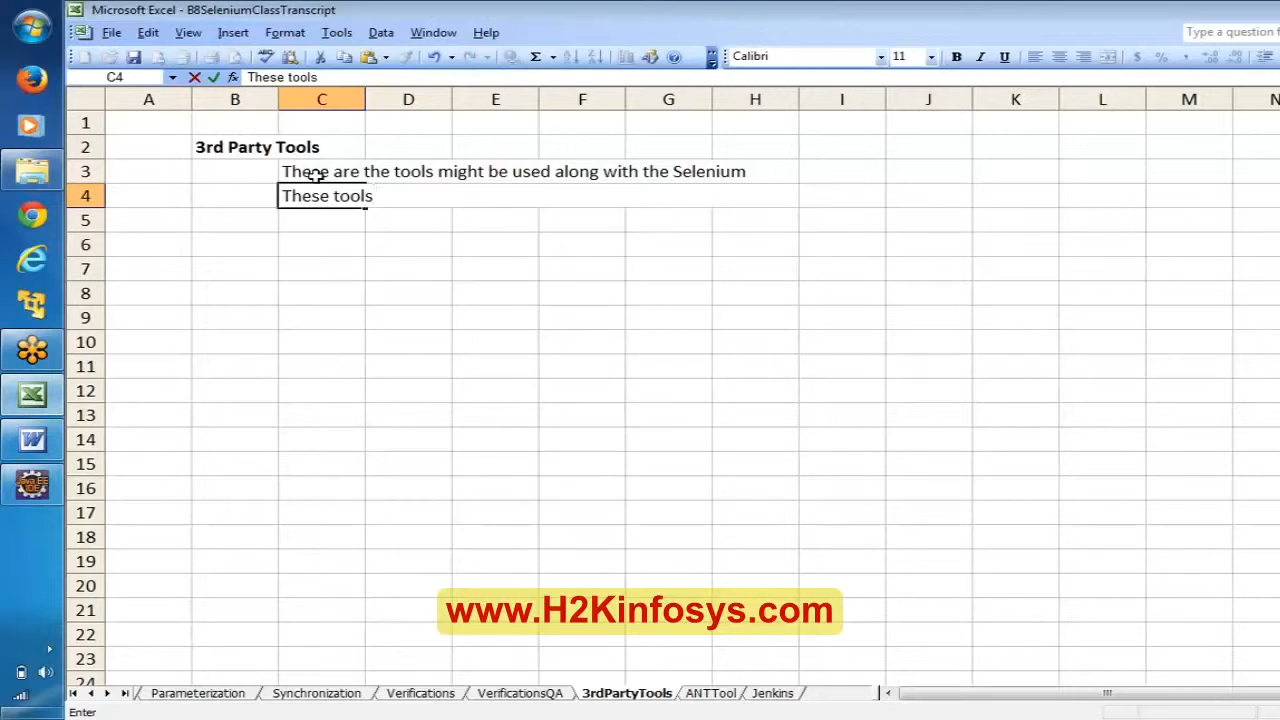 Microsoft Excel - B8SeleniumClassTranscript
File Edit View Insert Format Tools Data Window Help
Type a question f
Calibri 11 B I U
C4 fx These tools
A B C D E F G H I J K L M N
1
2 3rd Party Tools
3 These are the tools might be used along with the Selenium
4 These tools
5
6
7
8
9
10
11
12
13
14
15
16
17
18
19
20
21
www.H2Kinfosys.com
22
23
24
Parameterization Synchronization Verifications VerificationsQA 3rdPartyTools ANTTool Jenkins
Enter